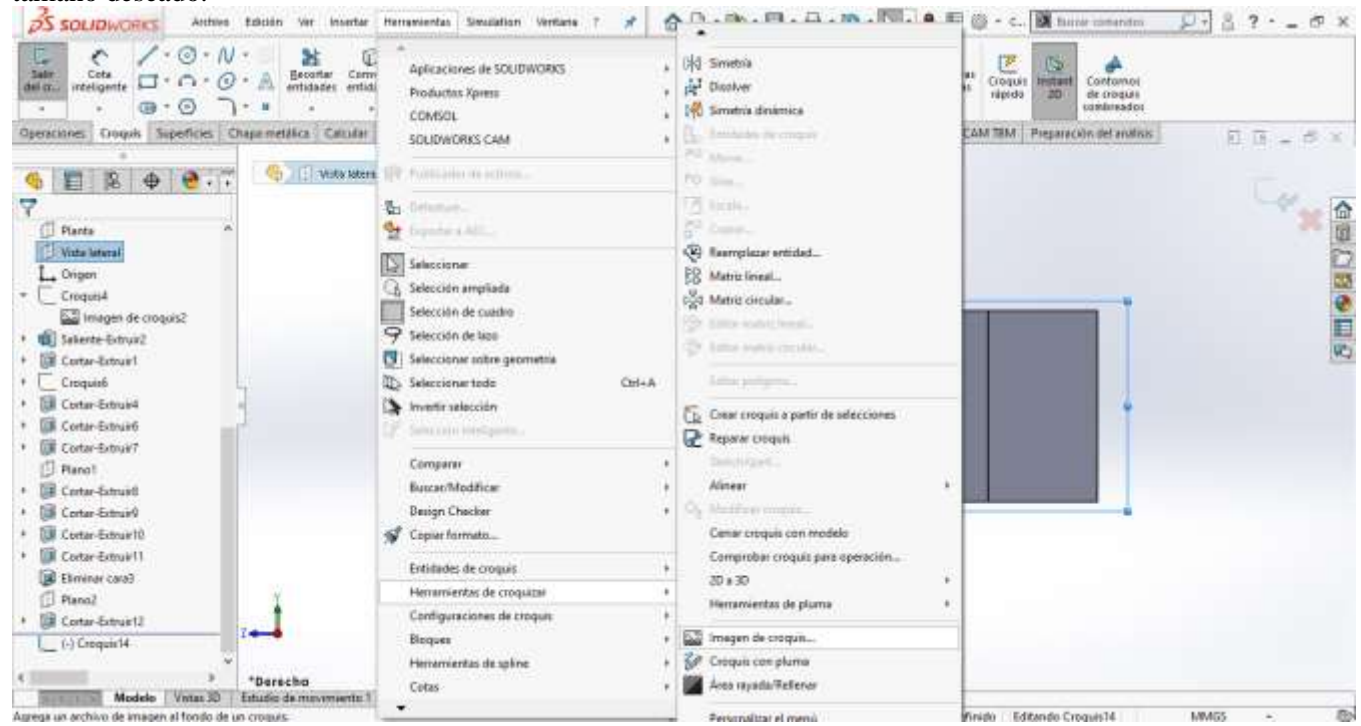 SOLIDWORKS Archivo Edición Ver Insertar Herramientas Simulation Ventana ?
Buscar comandos
Salir del cr...
Cota inteligente
Recortar entidades
Croquis rápido
Instant 2D
Contornos de croquis combinados
Operaciones Croquis Superficies Chapa metálica Calcular
CAM TBM Preparación del análisis
Planta
Vista lateral
Origen
Croquis4
Imagen de croquis2
Saliente-Extruir2
Cortar-Extruir1
Croquis6
Cortar-Extruir4
Cortar-Extruir6
Cortar-Extruir7
Plano1
Cortar-Extruir8
Cortar-Extruir9
Cortar-Extruir10
Cortar-Extruir11
Eliminar cara3
Plano2
Cortar-Extruir12
(-) Croquis14
Aplicaciones de SOLIDWORKS
Productos Xpress
COMSOL
SOLIDWORKS CAM
Seleccionar
Selección ampliada
Selección de cuadro
Selección de lazo
Seleccionar sobre geometría
Seleccionar todo Ctrl+A
Invertir selección
Comparar
Buscar/Modificar
Design Checker
Copiar formato...
Entidades de croquis
Herramientas de croquizar
Configuraciones de croquis
Bloques
Herramientas de spline
Cotas
Simetría
Disolver
Simetría dinámica
Entidades de croquis
Reemplazar entidad...
Matriz lineal...
Matriz circular...
Crear croquis a partir de selecciones
Reparar croquis
Alinear
Modificar croquis...
Cerrar croquis con modelo
Comprobar croquis para operación...
2D a 3D
Herramientas de pluma
Imagen de croquis...
Croquis con pluma
Área rayada/Rellenar
Personalizar el menú
*Derecha
Modelo Vistas 3D Estudio de movimiento 1
Agrega un archivo de imagen al fondo de un croquis.
Editando Croquis14 MMGS